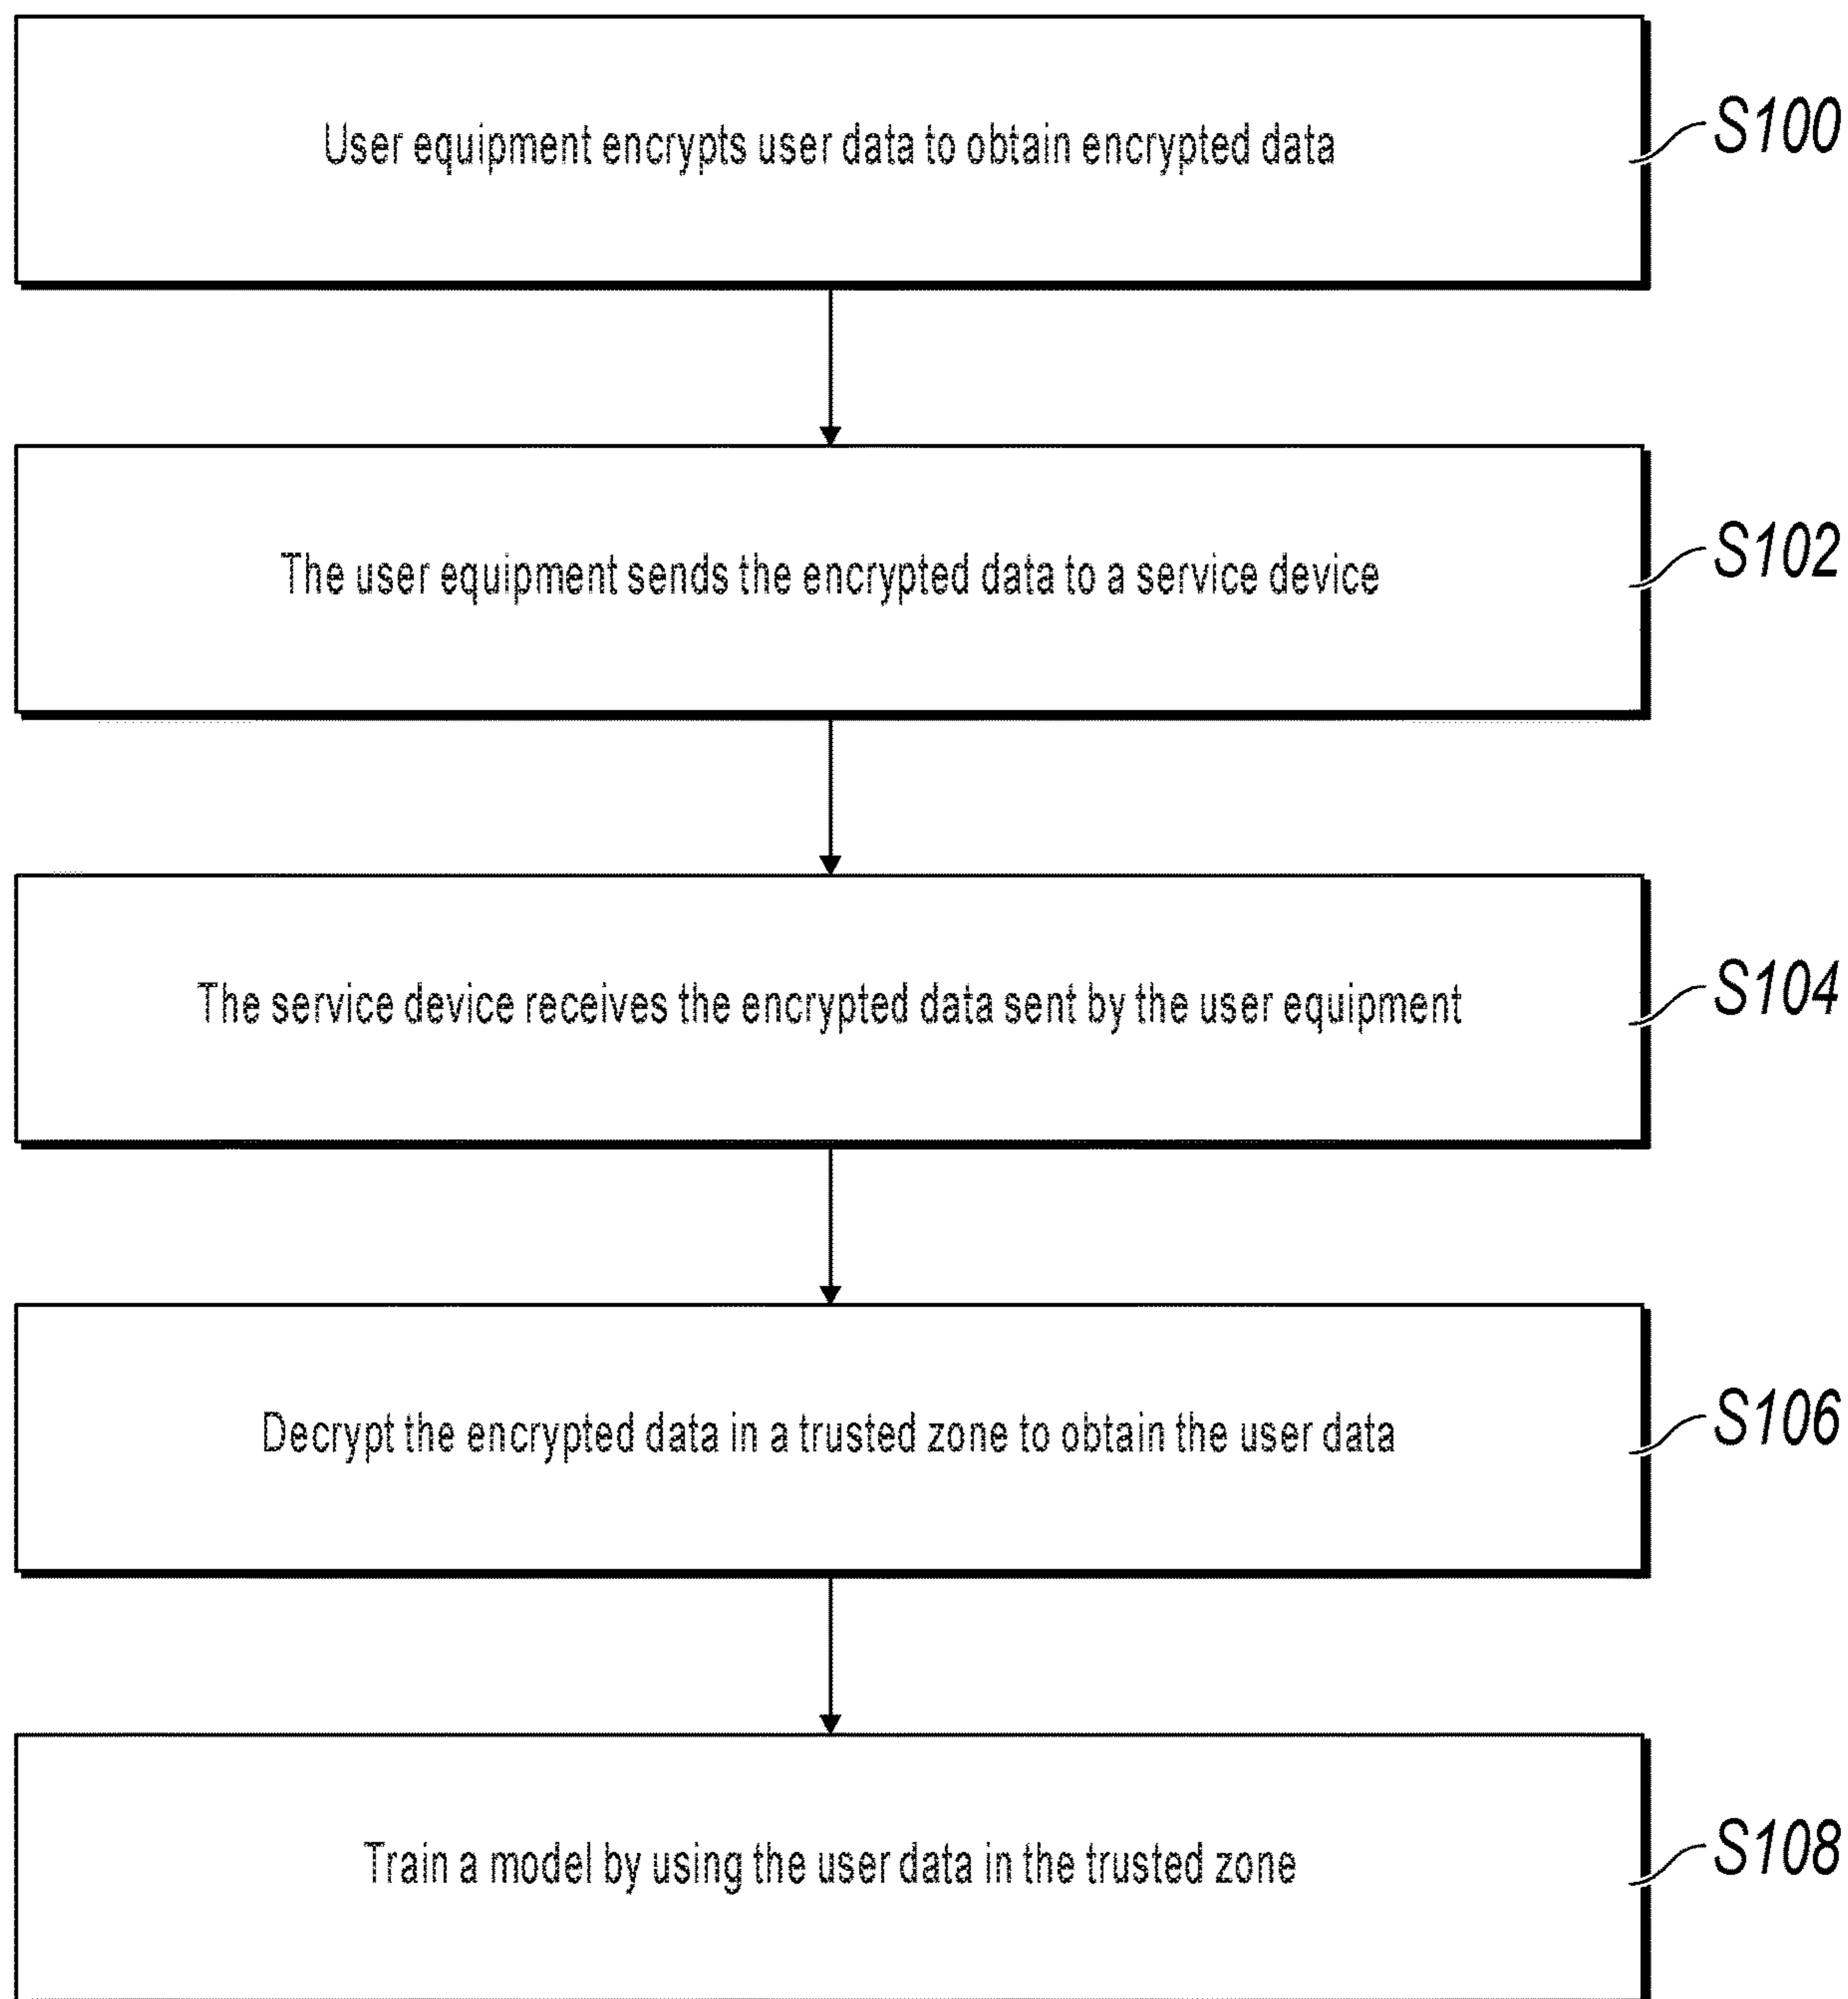 User equipment encrypts user data to obtain encrypted data
S100
The user equipment sends the encrypted data to a service device
S102
The service device receives the encrypted data sent by the user equipment
S104
Decrypt the encrypted data in a trusted zone to obtain the user data
S106
Train a model by using the user data in the trusted zone
S108